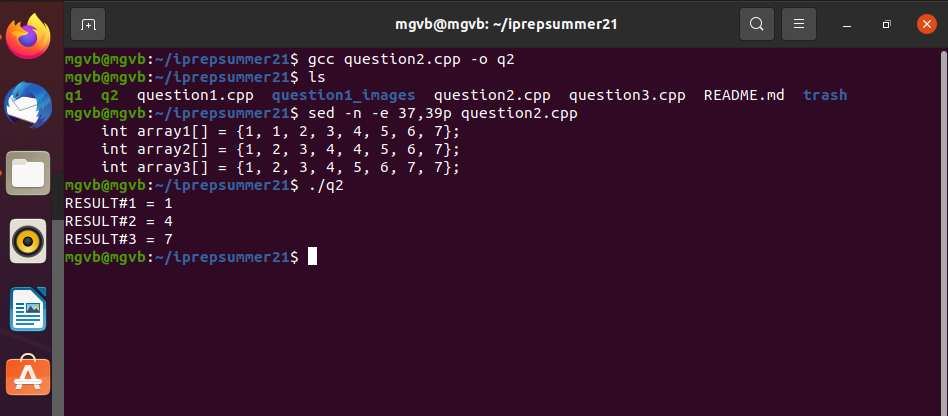 mgvb@mgvb: ~/iprepsummer21
mgvb@mgvb:~/iprepsummer21$ gcc question2.cpp -o q2
mgvb@mgvb:~/iprepsummer21$ ls
q1  q2  question1.cpp  question1_images  question2.cpp  question3.cpp  README.md  trash
mgvb@mgvb:~/iprepsummer21$ sed -n -e 37,39p question2.cpp
    int array1[] = {1, 1, 2, 3, 4, 5, 6, 7};
    int array2[] = {1, 2, 3, 4, 4, 5, 6, 7};
    int array3[] = {1, 2, 3, 4, 5, 6, 7, 7};
mgvb@mgvb:~/iprepsummer21$ ./q2
RESULT#1 = 1
RESULT#2 = 4
RESULT#3 = 7
mgvb@mgvb:~/iprepsummer21$